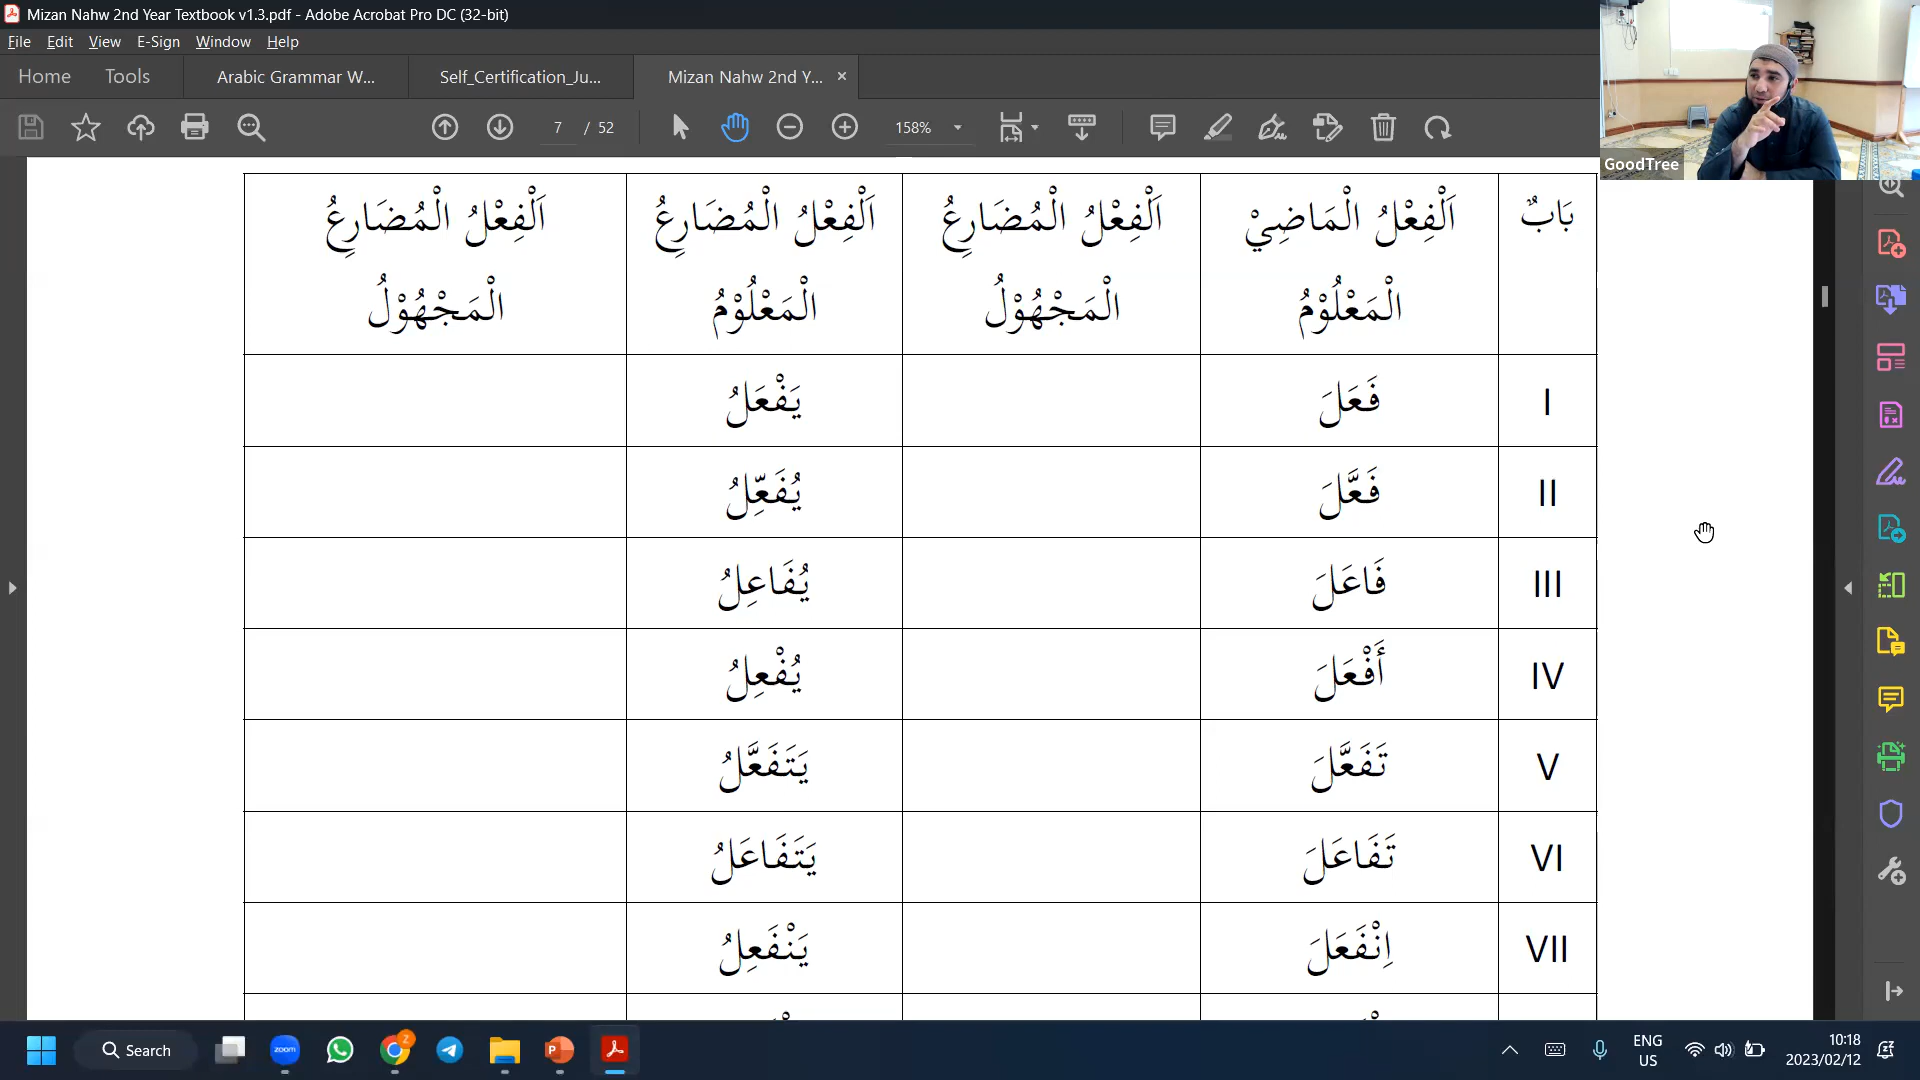 Mizan Nahw 2nd Year Textbook v1.3.pdf - Adobe Acrobat Pro DC (32-bit)
File Edit View E-Sign Window Help
Home Tools Arabic Grammar W... Self_Certification_Ju... Mizan Nahw 2nd Y... ×
7 / 52 158%
GoodTree
بَابٌ اَلْفِعْلُ الْمَاضِيْ الْمَعْلُوْمُ اَلْفِعْلُ الْمُضَارِعُ الْمَجْهُوْلُ اَلْفِعْلُ الْمُضَارِعُ الْمَعْلُوْمُ اَلْفِعْلُ الْمُضَارِعُ الْمَجْهُوْلُ
I فَعَلَ يَفْعَلُ
II فَعَّلَ يُفَعِّلُ
III فَاعَلَ يُفَاعِلُ
IV أَفْعَلَ يُفْعِلُ
V تَفَعَّلَ يَتَفَعَّلُ
VI تَفَاعَلَ يَتَفَاعَلُ
VII اِنْفَعَلَ يَنْفَعِلُ
Search zoom Z ENG 10:18
US 2023/02/12